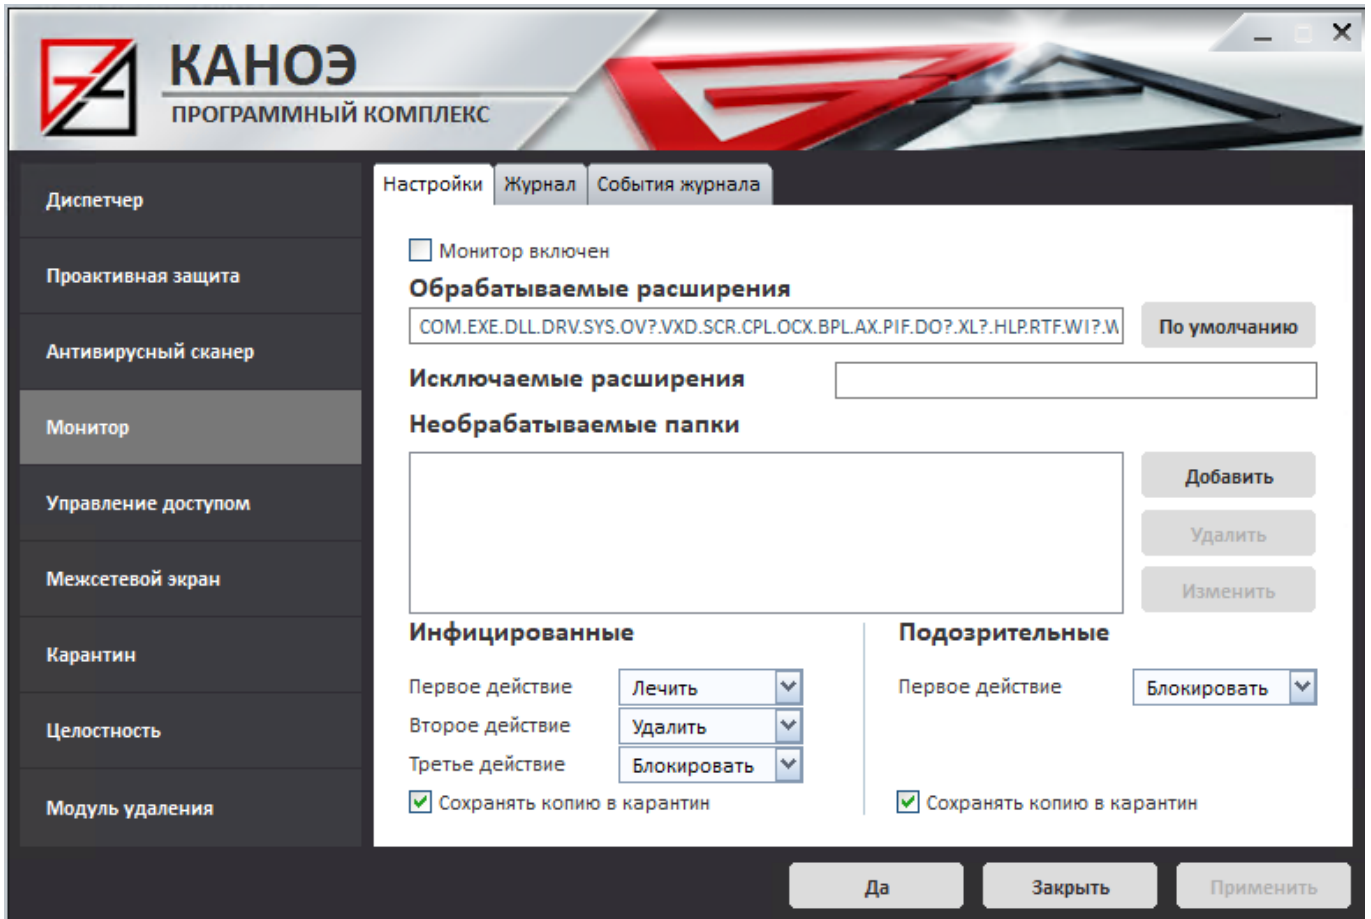 КАНОЭ
ПРОГРАММНЫЙ КОМПЛЕКС
Диспетчер
Проактивная защита
Антивирусный сканер
Монитор
Управление доступом
Межсетевой экран
Карантин
Целостность
Модуль удаления
Настройки Журнал События журнала
Монитор включен
Обрабатываемые расширения
COM.EXE.DLL.DRV.SYS.OV?.VXD.SCR.CPL.OCX.BPL.AX.PIF.DO?.XL?.HLP.RTF.WI?.W
По умолчанию
Исключаемые расширения
Необрабатываемые папки
Добавить
Удалить
Изменить
Инфицированные
Первое действие Лечить
Второе действие Удалить
Третье действие Блокировать
Сохранять копию в карантин
Подозрительные
Первое действие Блокировать
Сохранять копию в карантин
Да Закрыть Применить